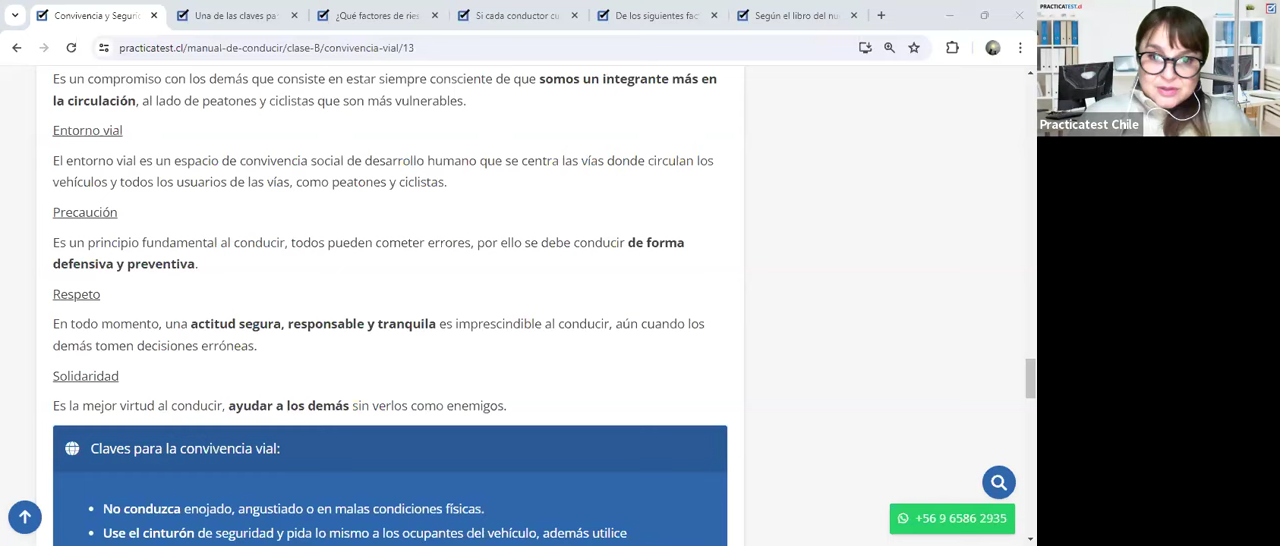 Convivencia y Seguric
Una de las claves pa
¿Qué factores de ries
Si cada conductor cu
De los siguientes fact
Según el libro del nu
practicatest.cl/manual-de-conducir/clase-B/convivencia-vial/13
PRACTICATEST.cl
Practicatest Chile
Es un compromiso con los demás que consiste en estar siempre consciente de que somos un integrante más en
la circulación, al lado de peatones y ciclistas que son más vulnerables.
Entorno vial
El entorno vial es un espacio de convivencia social de desarrollo humano que se centra las vías donde circulan los
vehículos y todos los usuarios de las vías, como peatones y ciclistas.
Precaución
Es un principio fundamental al conducir, todos pueden cometer errores, por ello se debe conducir de forma
defensiva y preventiva.
Respeto
En todo momento, una actitud segura, responsable y tranquila es imprescindible al conducir, aún cuando los
demás tomen decisiones erróneas.
Solidaridad
Es la mejor virtud al conducir, ayudar a los demás sin verlos como enemigos.
Claves para la convivencia vial:
• No conduzca enojado, angustiado o en malas condiciones físicas.
• Use el cinturón de seguridad y pida lo mismo a los ocupantes del vehículo, además utilice
+56 9 6586 2935